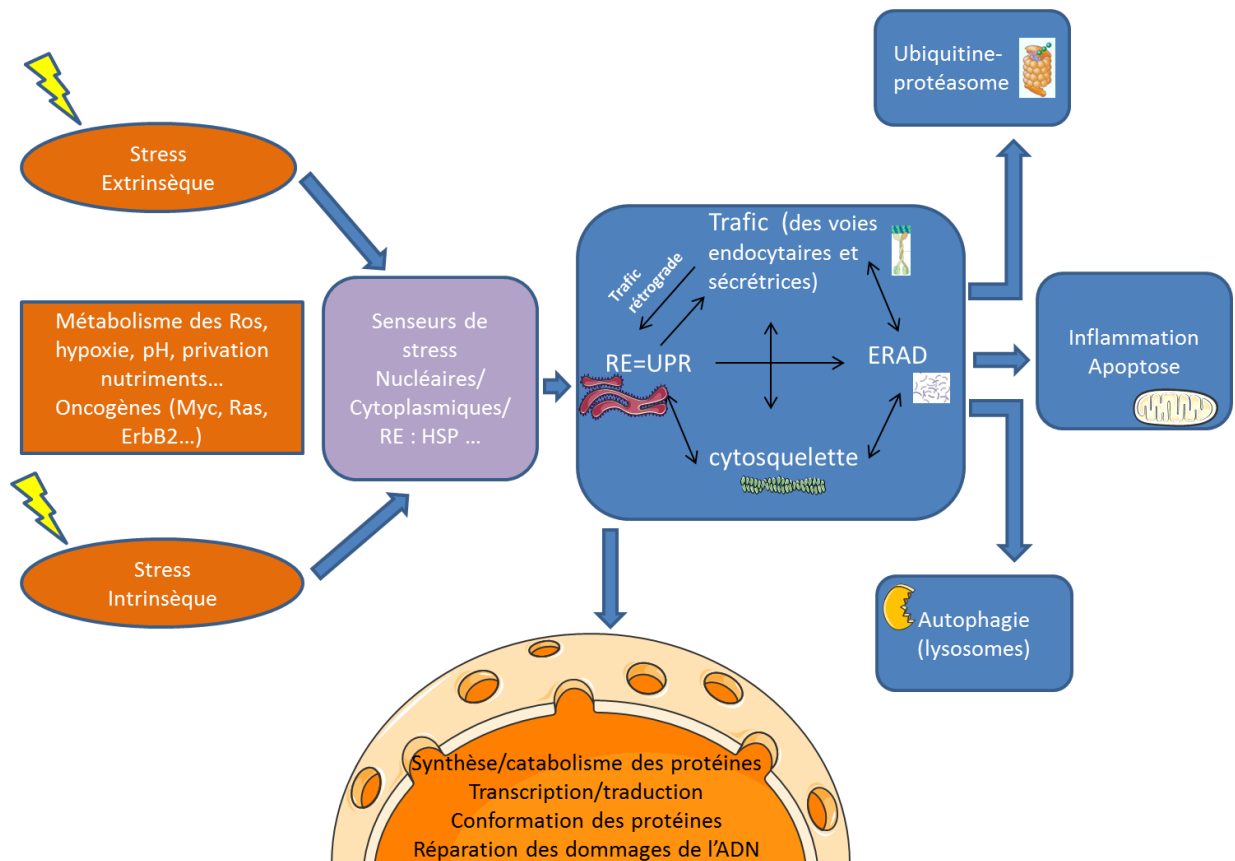 Stress
Extrinsèque
Métabolisme des Ros,
hypoxie, pH, privation
nutriments...
Oncogènes (Myc, Ras,
ErbB2...)
Stress
Intrinsèque
Senseurs de
stress
Nucléaires/
Cytoplasmiques/
RE : HSP ...
Trafic (des voies
endocytaires et
sécrétrices)
Trafic
rétrograde
RE=UPR
ERAD
cytosquelette
Ubiquitine-
protéasome
Inflammation
Apoptose
Autophagie
(lysosomes)
Synthèse/catabolisme des protéines
Transcription/traduction
Conformation des protéines
Réparation des dommages de l'ADN